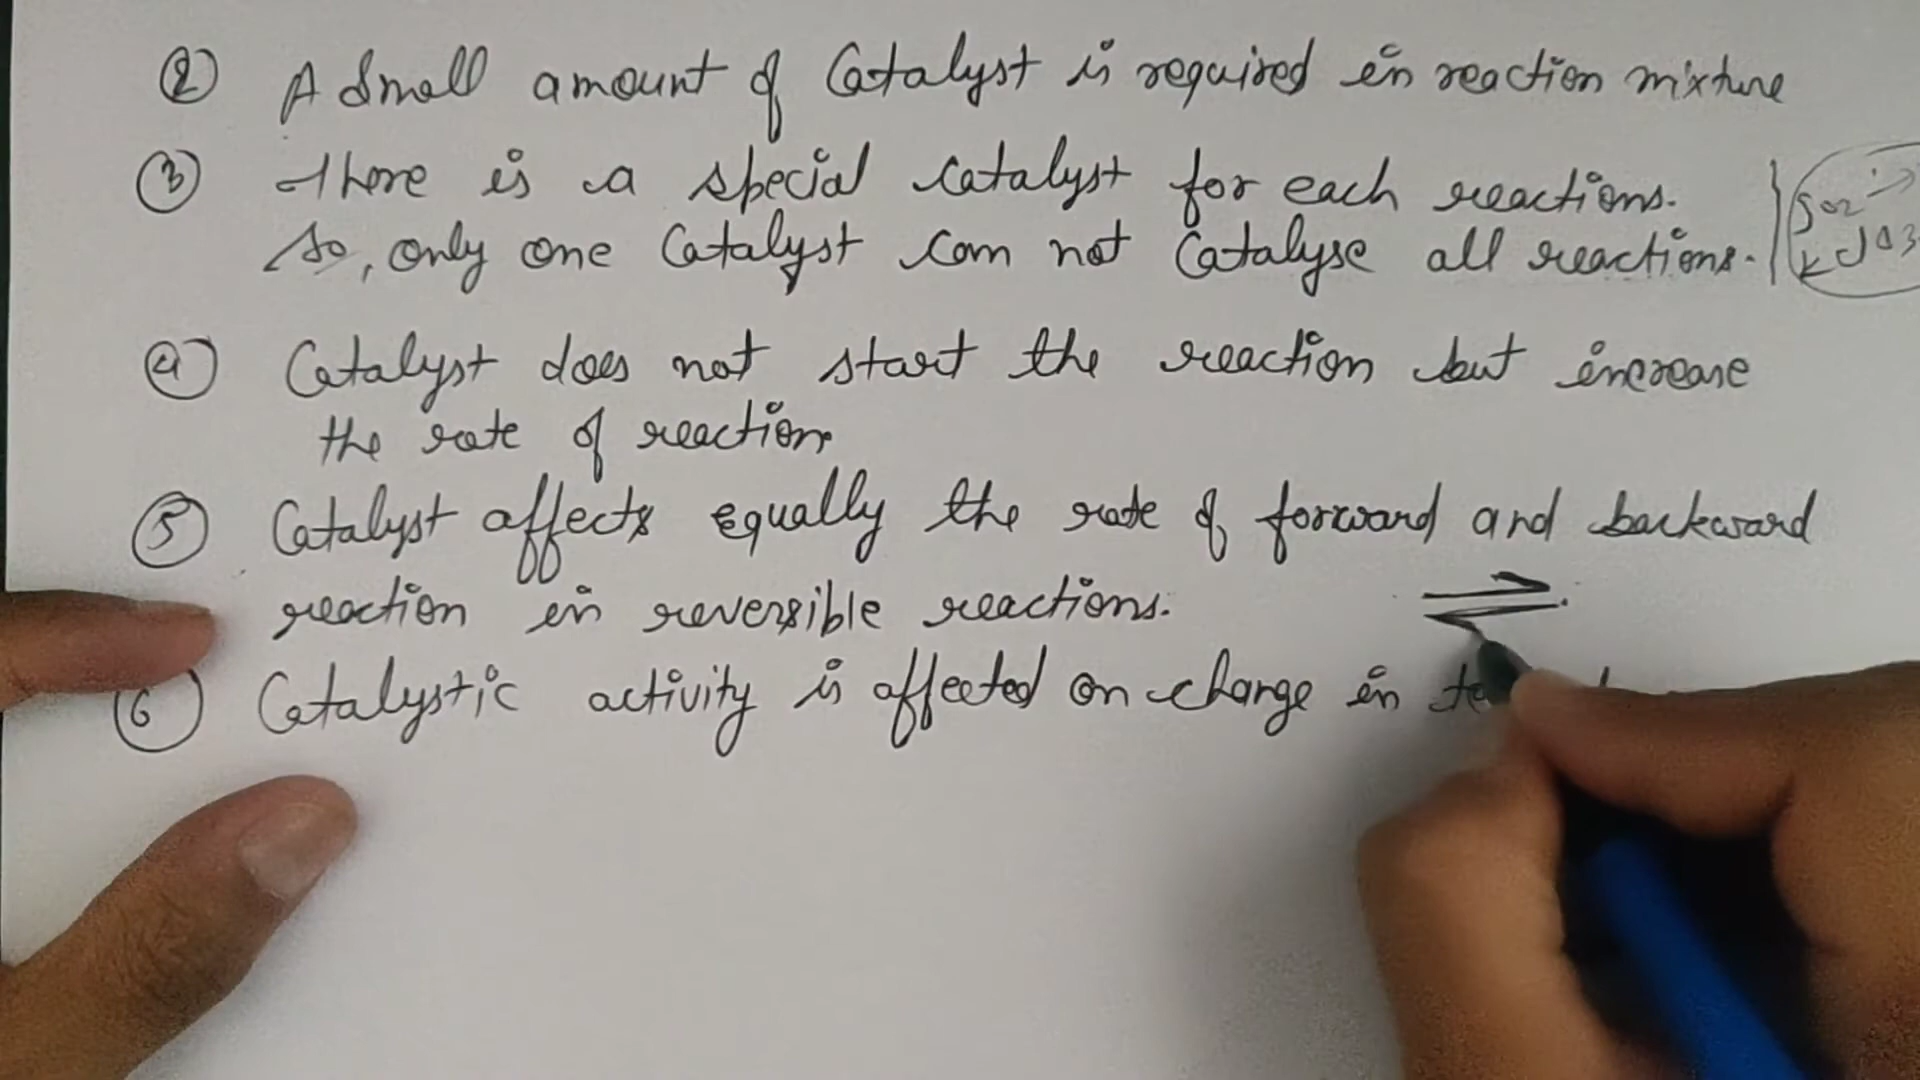 ② A small amount of Catalyst is required in reaction mixture
③ There is a special catalyst for each reactions.
So, only one Catalyst can not Catalyse all reactions.
④ Catalyst does not start the reaction but increase
the rate of reaction.
⑤ Catalyst affects equally the rate of forward and backward
reaction in reversible reactions. ⇌
⑥ Catalystic activity is affected on change in